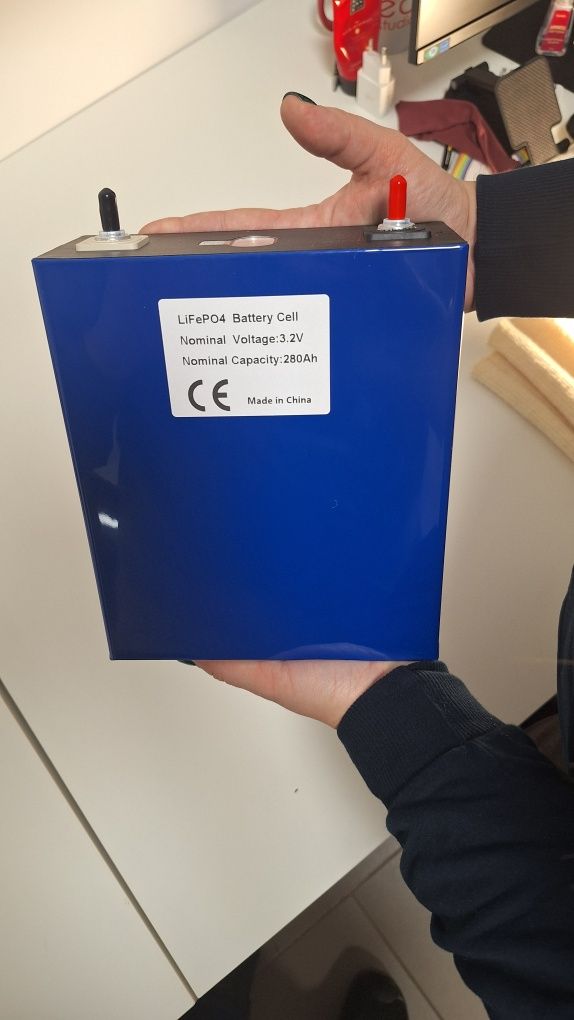 LiFePO4 Battery Cell
Nominal Voltage:3.2V
Nominal Capacity:280Ah
CE
Made in China